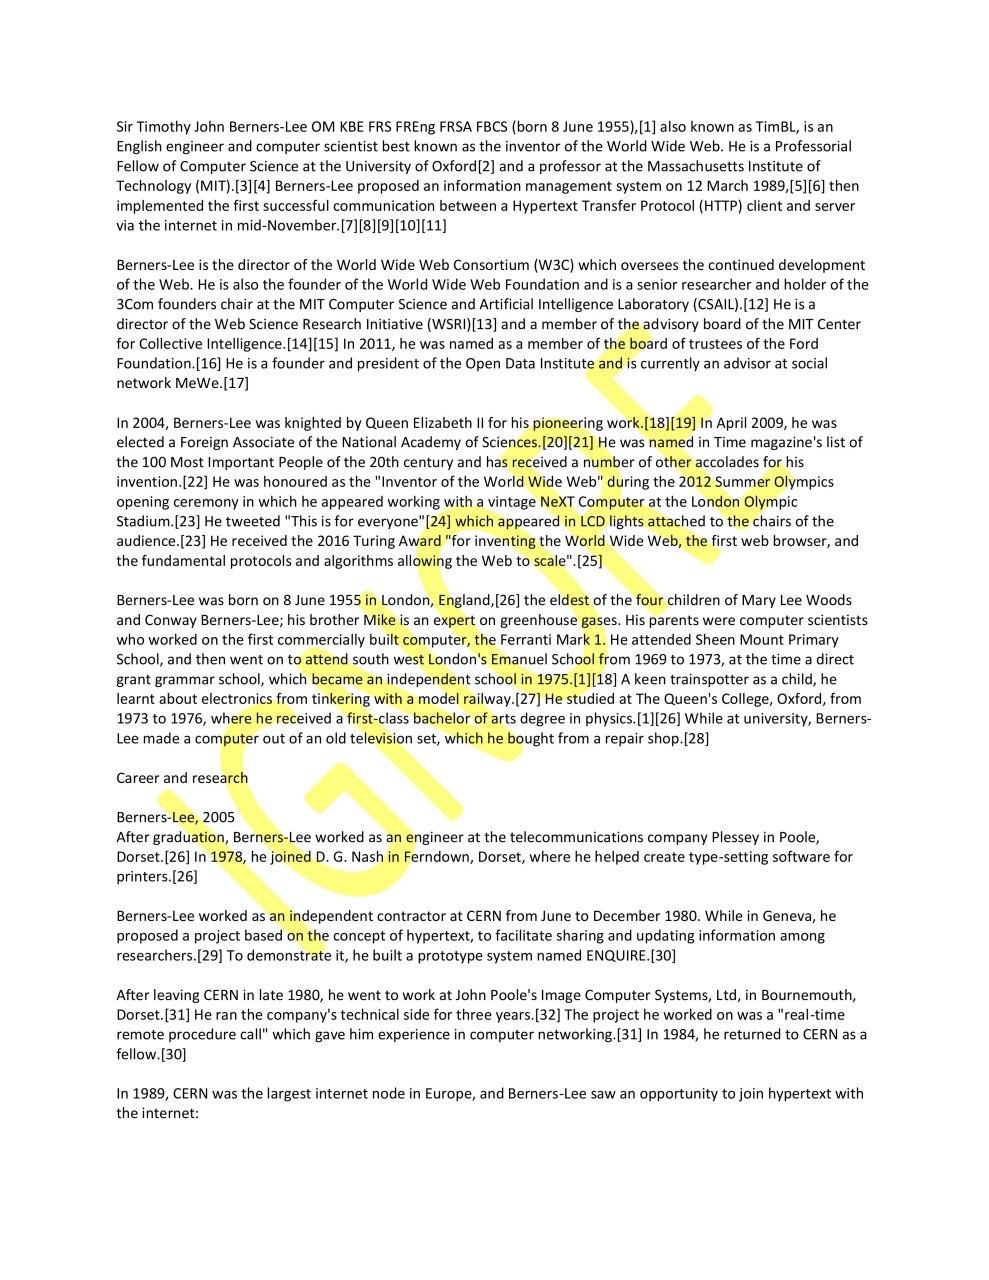 Sir Timothy John Berners-Lee OM KBE FRS FREng FRSA FBCS (born 8 June 1955),[1] also known as TimBL, is an
English engineer and computer scientist best known as the inventor of the World Wide Web. He is a Professorial
Fellow of Computer Science at the University of Oxford[2] and a professor at the Massachusetts Institute of
Technology (MIT).[3][4] Berners-Lee proposed an information management system on 12 March 1989,[5][6] then
implemented the first successful communication between a Hypertext Transfer Protocol (HTTP) client and server
via the internet in mid-November.[7][8][9][10][11]
Berners-Lee is the director of the World Wide Web Consortium (W3C) which oversees the continued development
of the Web. He is also the founder of the World Wide Web Foundation and is a senior researcher and holder of the
3Com founders chair at the MIT Computer Science and Artificial Intelligence Laboratory (CSAIL).[12] He is a
director of the Web Science Research Initiative (WSRI)[13] and a member of the advisory board of the MIT Center
for Collective Intelligence.[14][15] In 2011, he was named as a member of the board of trustees of the Ford
Foundation.[16] He is a founder and president of the Open Data Institute and is currently an advisor at social
network MeWe.[17]
In 2004, Berners-Lee was knighted by Queen Elizabeth II for his pioneering work.[18][19] In April 2009, he was
elected a Foreign Associate of the National Academy of Sciences.[20][21] He was named in Time magazine's list of
the 100 Most Important People of the 20th century and has received a number of other accolades for his
invention.[22] He was honoured as the "Inventor of the World Wide Web" during the 2012 Summer Olympics
opening ceremony in which he appeared working with a vintage NeXT Computer at the London Olympic
Stadium.[23] He tweeted "This is for everyone"[24] which appeared in LCD lights attached to the chairs of the
audience.[23] He received the 2016 Turing Award "for inventing the World Wide Web, the first web browser, and
the fundamental protocols and algorithms allowing the Web to scale".[25]
Berners-Lee was born on 8 June 1955 in London, England,[26] the eldest of the four children of Mary Lee Woods
and Conway Berners-Lee; his brother Mike is an expert on greenhouse gases. His parents were computer scientists
who worked on the first commercially built computer, the Ferranti Mark 1. He attended Sheen Mount Primary
School, and then went on to attend south west London's Emanuel School from 1969 to 1973, at the time a direct
grant grammar school, which became an independent school in 1975.[1][18] A keen trainspotter as a child, he
learnt about electronics from tinkering with a model railway.[27] He studied at The Queen's College, Oxford, from
1973 to 1976, where he received a first-class bachelor of arts degree in physics.[1][26] While at university, Berners-
Lee made a computer out of an old television set, which he bought from a repair shop.[28]
Career and research
Berners-Lee, 2005
After graduation, Berners-Lee worked as an engineer at the telecommunications company Plessey in Poole,
Dorset.[26] In 1978, he joined D. G. Nash in Ferndown, Dorset, where he helped create type-setting software for
printers.[26]
Berners-Lee worked as an independent contractor at CERN from June to December 1980. While in Geneva, he
proposed a project based on the concept of hypertext, to facilitate sharing and updating information among
researchers.[29] To demonstrate it, he built a prototype system named ENQUIRE.[30]
After leaving CERN in late 1980, he went to work at John Poole's Image Computer Systems, Ltd, in Bournemouth,
Dorset.[31] He ran the company's technical side for three years.[32] The project he worked on was a "real-time
remote procedure call" which gave him experience in computer networking.[31] In 1984, he returned to CERN as a
fellow.[30]
In 1989, CERN was the largest internet node in Europe, and Berners-Lee saw an opportunity to join hypertext with
the internet:
IGNORE